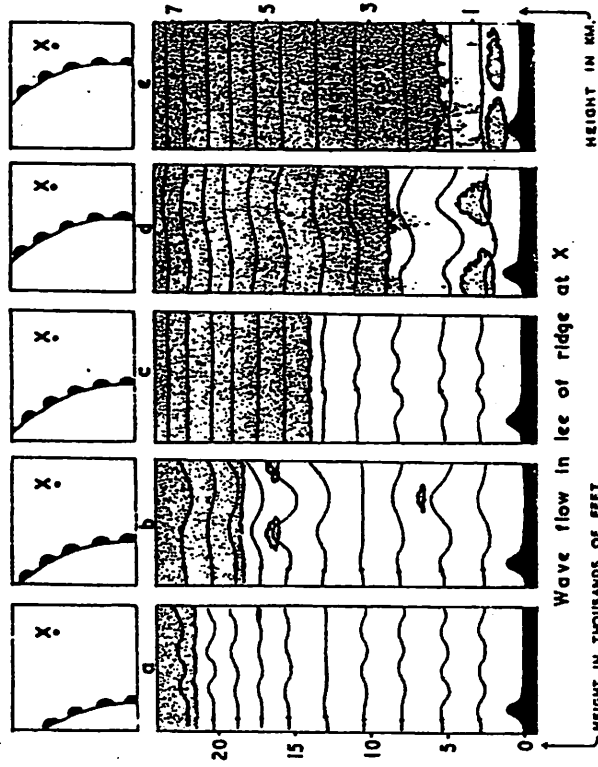 X X X X X
a b c d e
20 7
15 5
10 3
5 1
0
Wave flow in lee of ridge at X
HEIGHT IN THOUSANDS OF FEET HEIGHT IN KM.